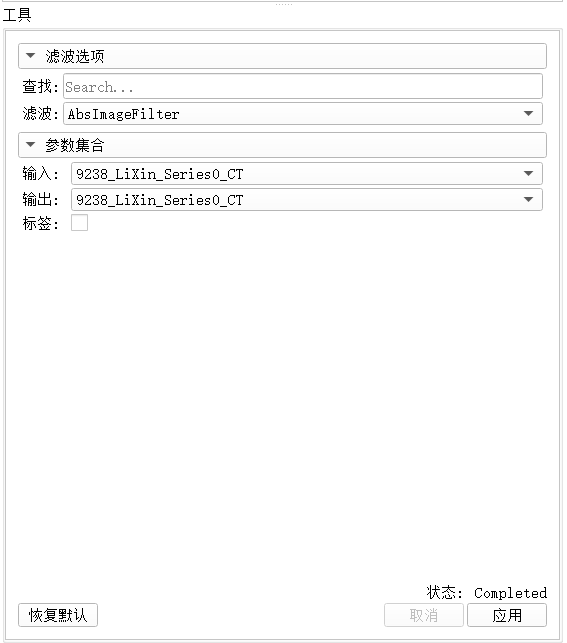 工具
滤波选项
查找: Search...
滤波: AbsImageFilter
参数集合
输入: 9238_LiXin_Series0_CT
输出: 9238_LiXin_Series0_CT
标签:
状态: Completed
恢复默认 取消 应用